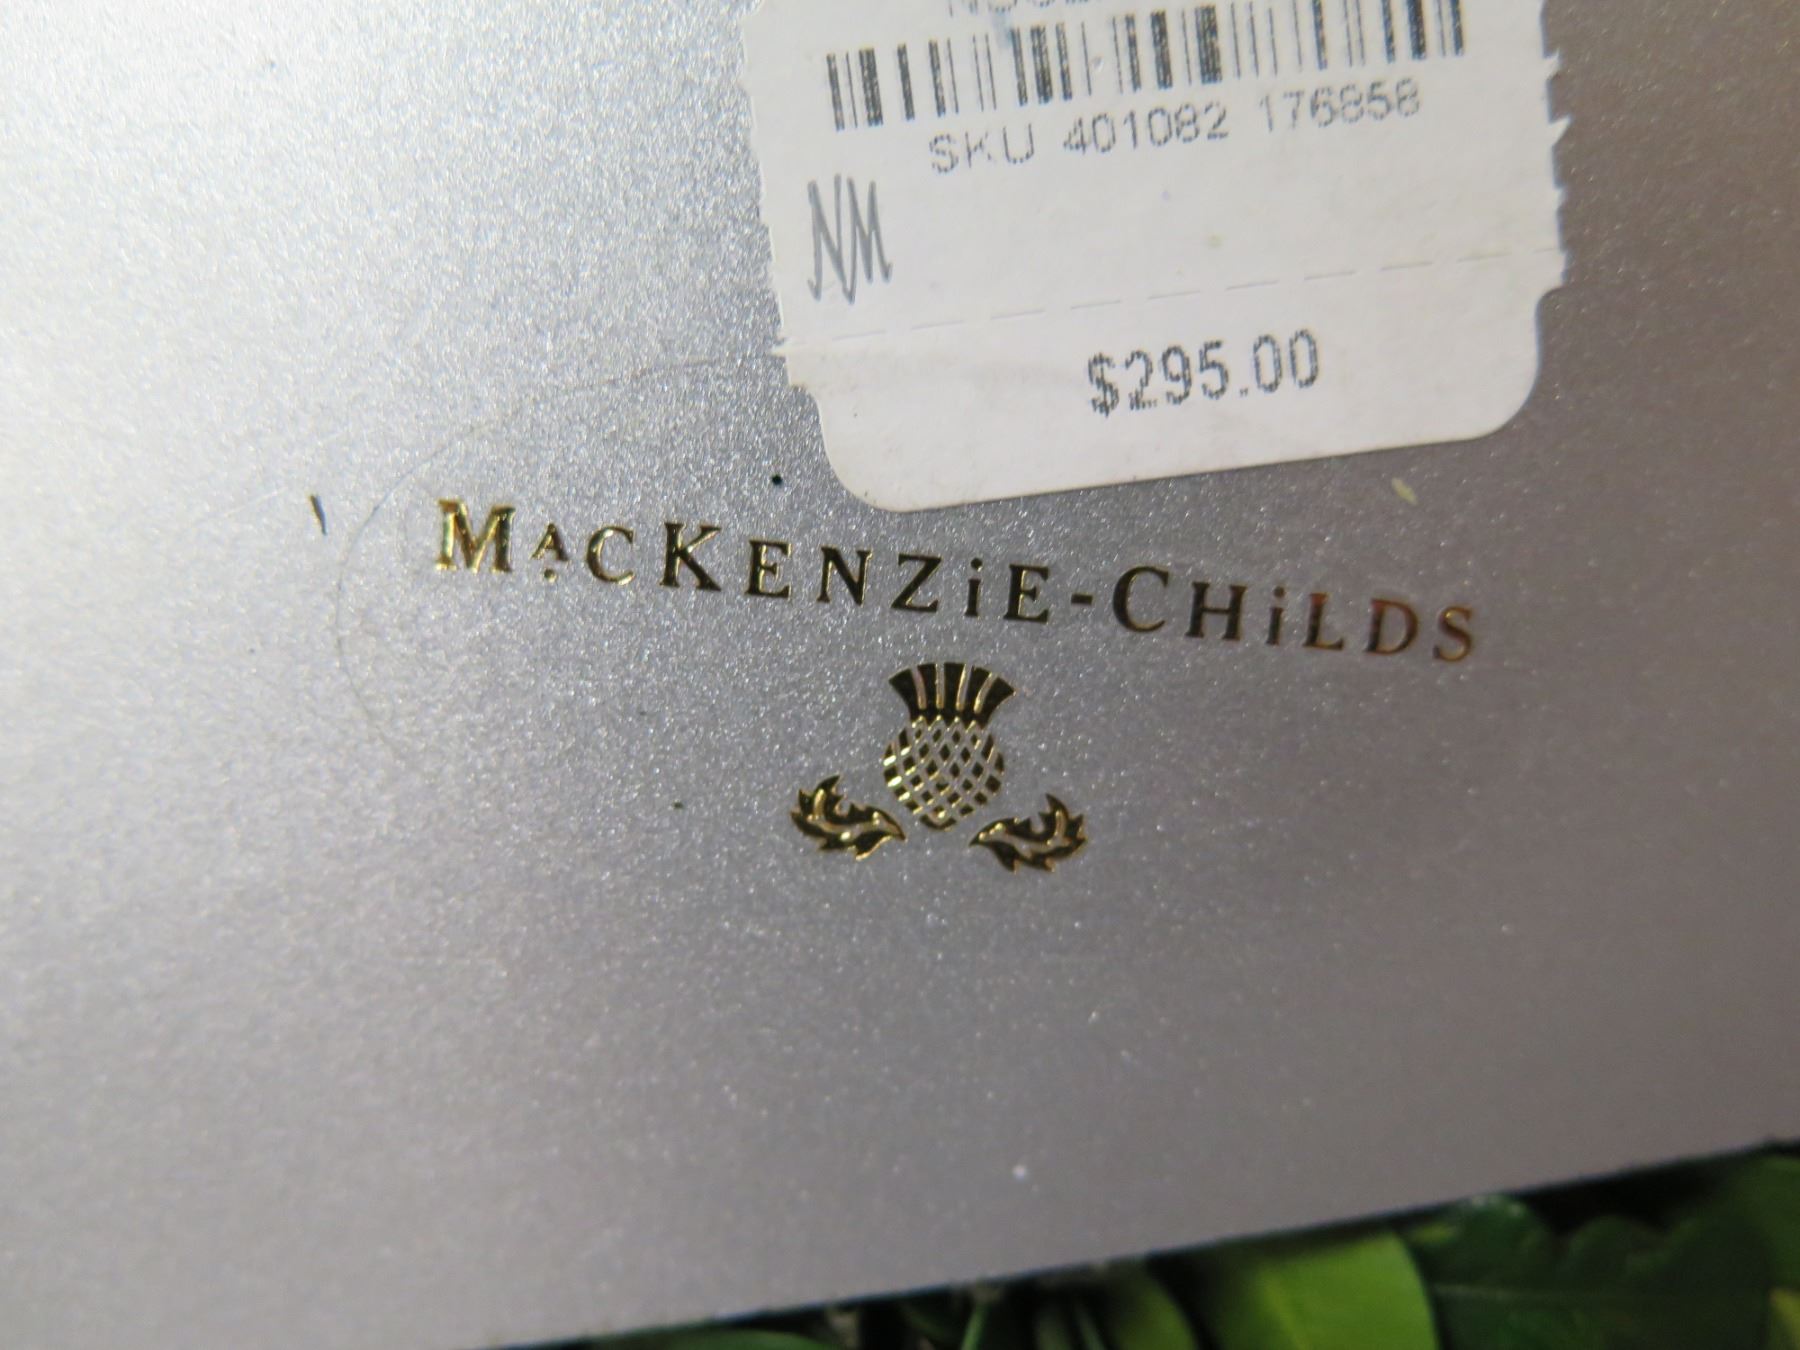 SKU 401082 176858
NM
$295.00
MACKENZiE-CHiLDS